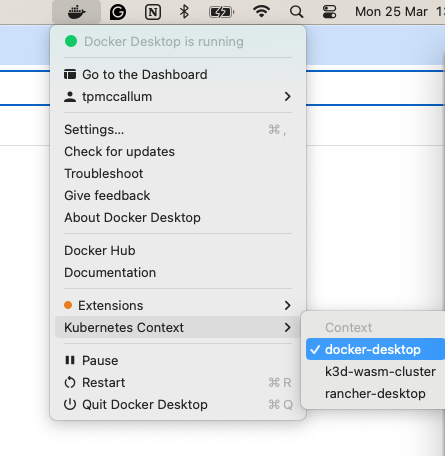 Mon 25 Mar
Docker Desktop is running
Go to the Dashboard
tpmccallum
Settings... ⌘ ,
Check for updates
Troubleshoot
Give feedback
About Docker Desktop
Docker Hub
Documentation
Extensions
Kubernetes Context
Context
✓ docker-desktop
k3d-wasm-cluster
rancher-desktop
Pause
Restart ⌘ R
Quit Docker Desktop ⌘ Q